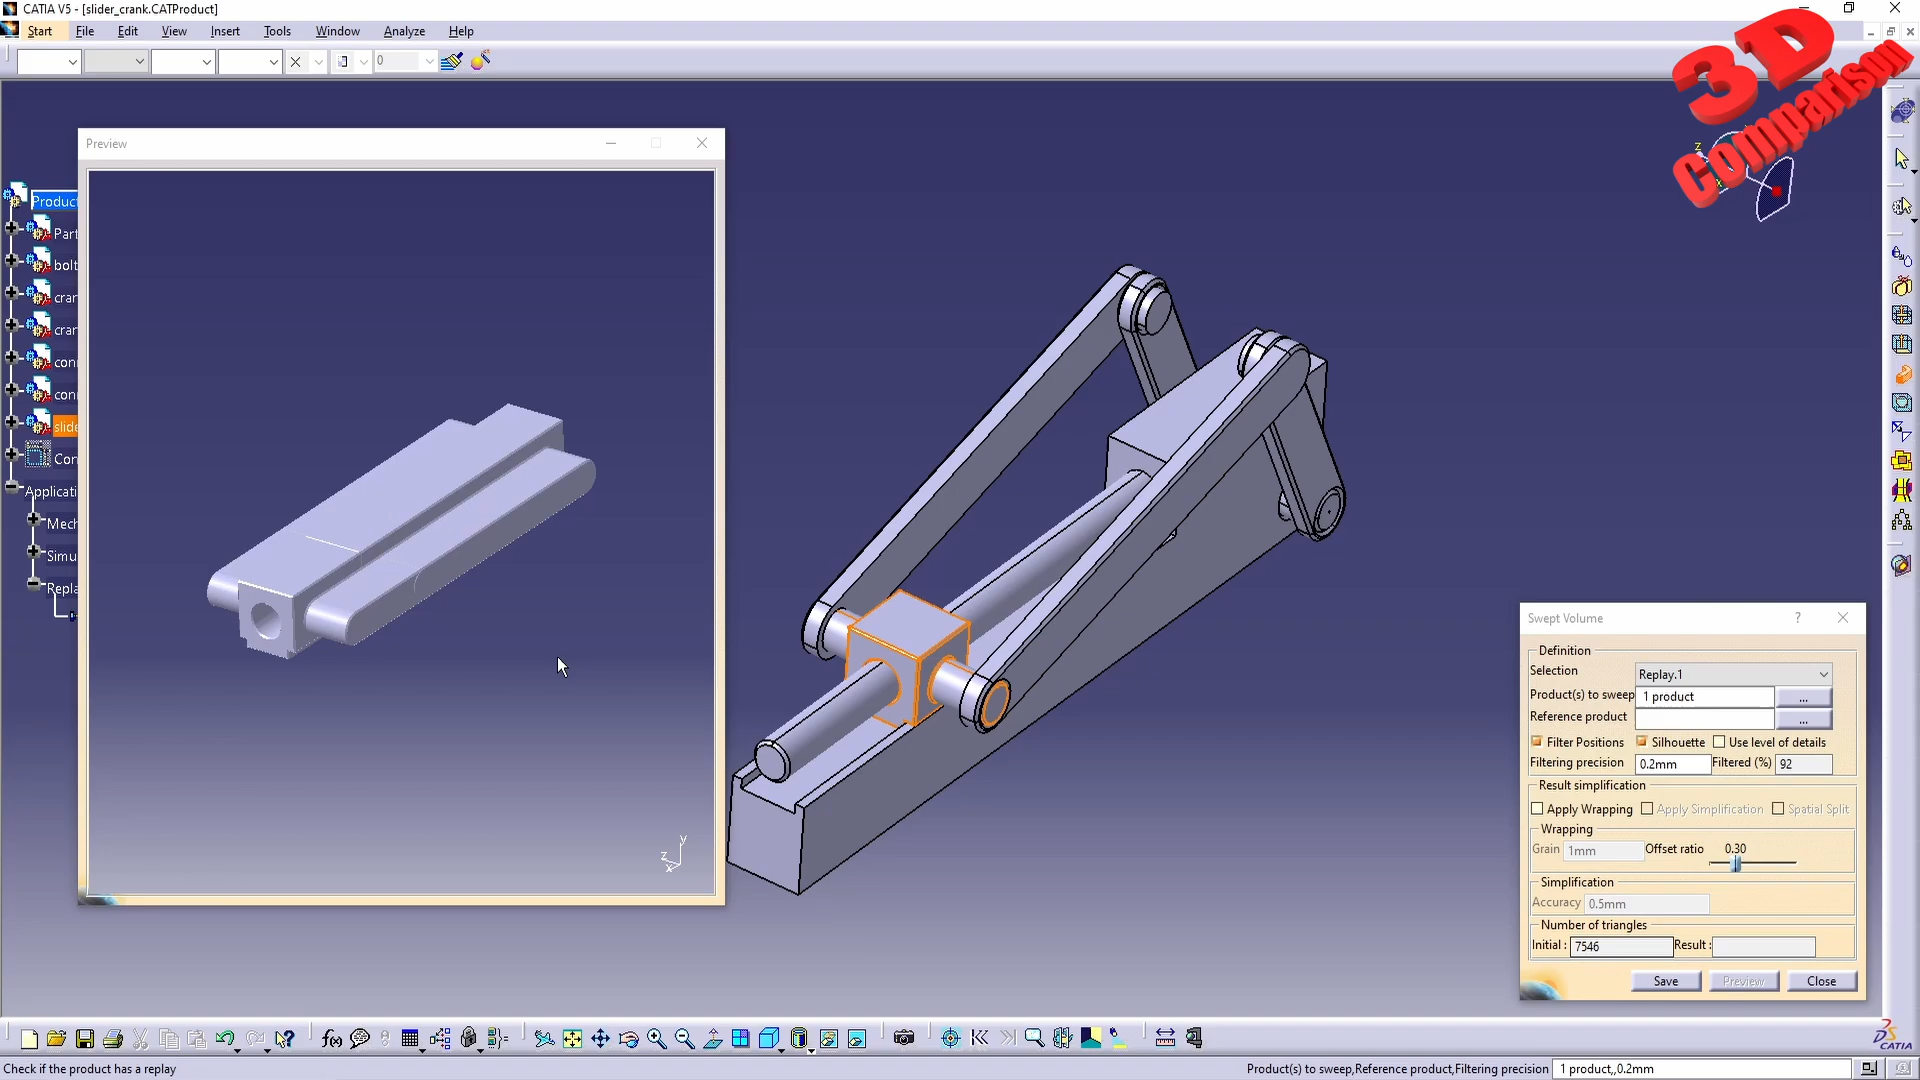 CATIA V5 - [slider_crank.CATProduct]
Start File Edit View Insert Tools Window Analyze Help
0
3D
Comparison
Preview
Product
Part
bolt
cran
cran
conn
conn
slide
Con
Applicati
Mech
Simu
Repla
z
x
y
z
x
Swept Volume ?
Definition
Selection Replay.1
Product(s) to sweep 1 product ...
Reference product ...
Filter Positions Silhouette Use level of details
Filtering precision 0.2mm Filtered (%) 92
Result simplification
Apply Wrapping Apply Simplification Spatial Split
Wrapping
Grain 1mm Offset ratio 0.30
Simplification
Accuracy 0.5mm
Number of triangles
Initial : 7546 Result :
Save Preview Close
f(x)
DS
CATIA
Check if the product has a replay Product(s) to sweep,Reference product,Filtering precision 1 product,,0.2mm